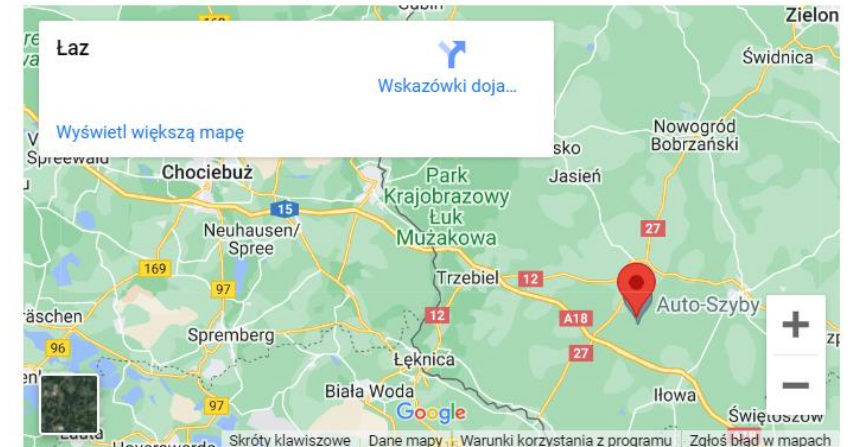 Zielon
Łaz
Świdnica
Wskazówki doja...
Wyświetl większą mapę
Nowogród
Bobrzański
sko
Spreewald
Chociebuż
Park
Krajobrazowy
Łuk
Mużakowa
Jasień
15
27
Neuhausen/
Spree
169
97
Trzebiel
12
Auto-Szyby
räschen
12
A18
96
Spremberg
27
Łęknica
Biała Woda
Iłowa
97
Google
Świętoszów
Hoyerswerda
Skróty klawiszowe
Dane mapy
Warunki korzystania z programu
Zgłoś błąd w mapach